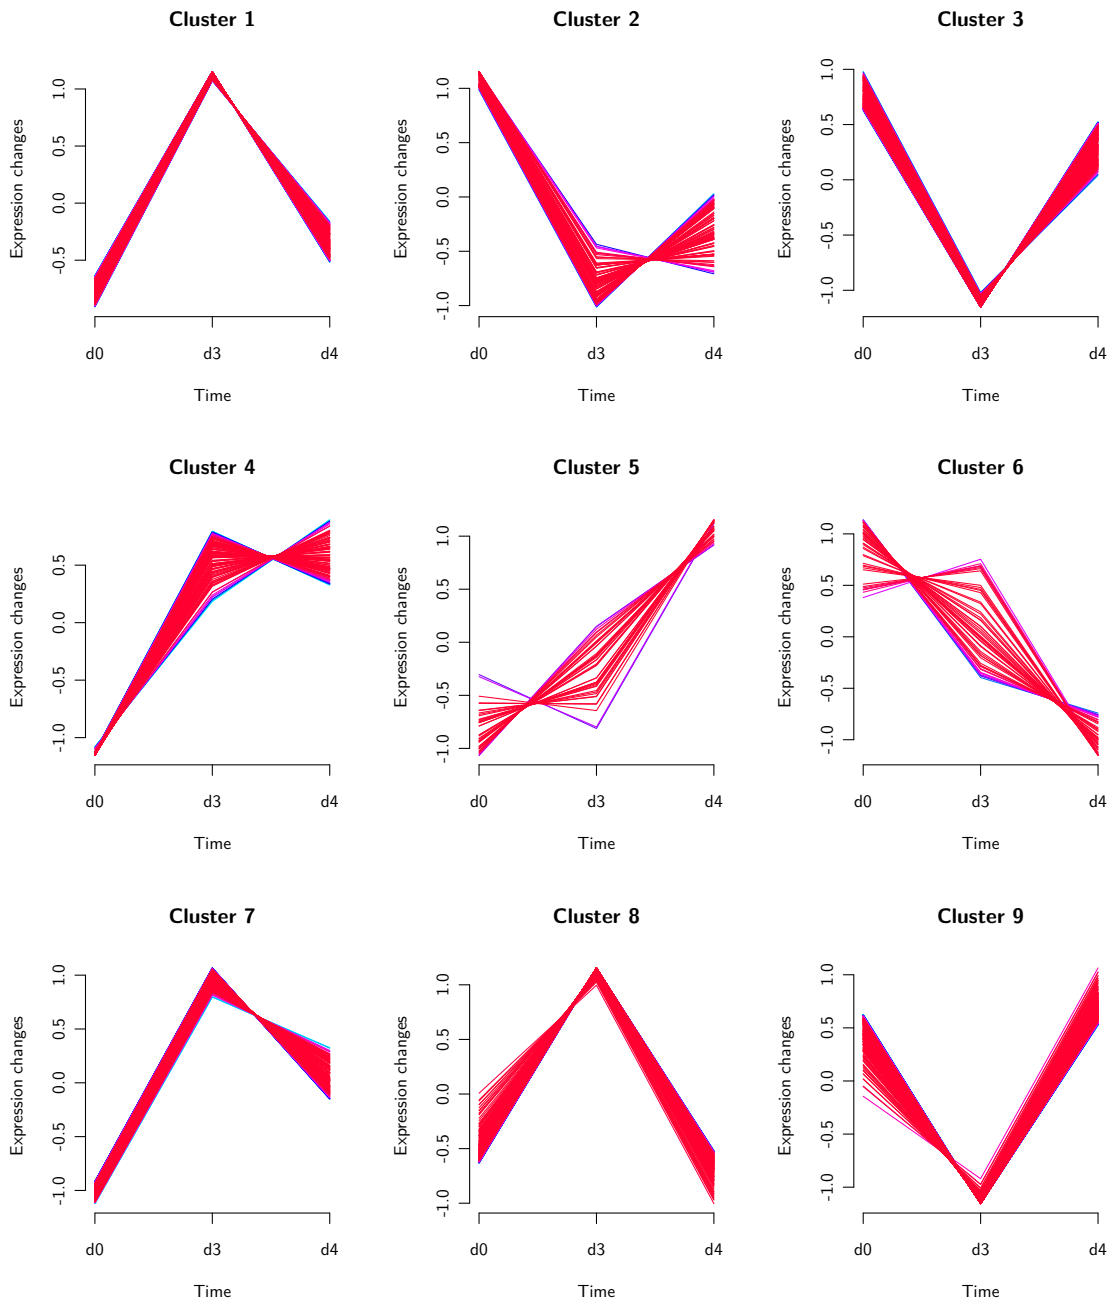 Cluster 1
Expression changes
1.0
0.5
0.0
-0.5
d0 d3 d4
Time
Cluster 2
Expression changes
1.0
0.5
0.0
-0.5
-1.0
d0 d3 d4
Time
Cluster 3
Expression changes
1.0
0.5
0.0
-0.5
-1.0
d0 d3 d4
Time
Cluster 4
Expression changes
0.5
0.0
-0.5
-1.0
d0 d3 d4
Time
Cluster 5
Expression changes
1.0
0.5
0.0
-0.5
-1.0
d0 d3 d4
Time
Cluster 6
Expression changes
1.0
0.5
0.0
-0.5
-1.0
d0 d3 d4
Time
Cluster 7
Expression changes
1.0
0.5
0.0
-0.5
-1.0
d0 d3 d4
Time
Cluster 8
Expression changes
1.0
0.5
0.0
-0.5
-1.0
d0 d3 d4
Time
Cluster 9
Expression changes
1.0
0.5
0.0
-0.5
-1.0
d0 d3 d4
Time